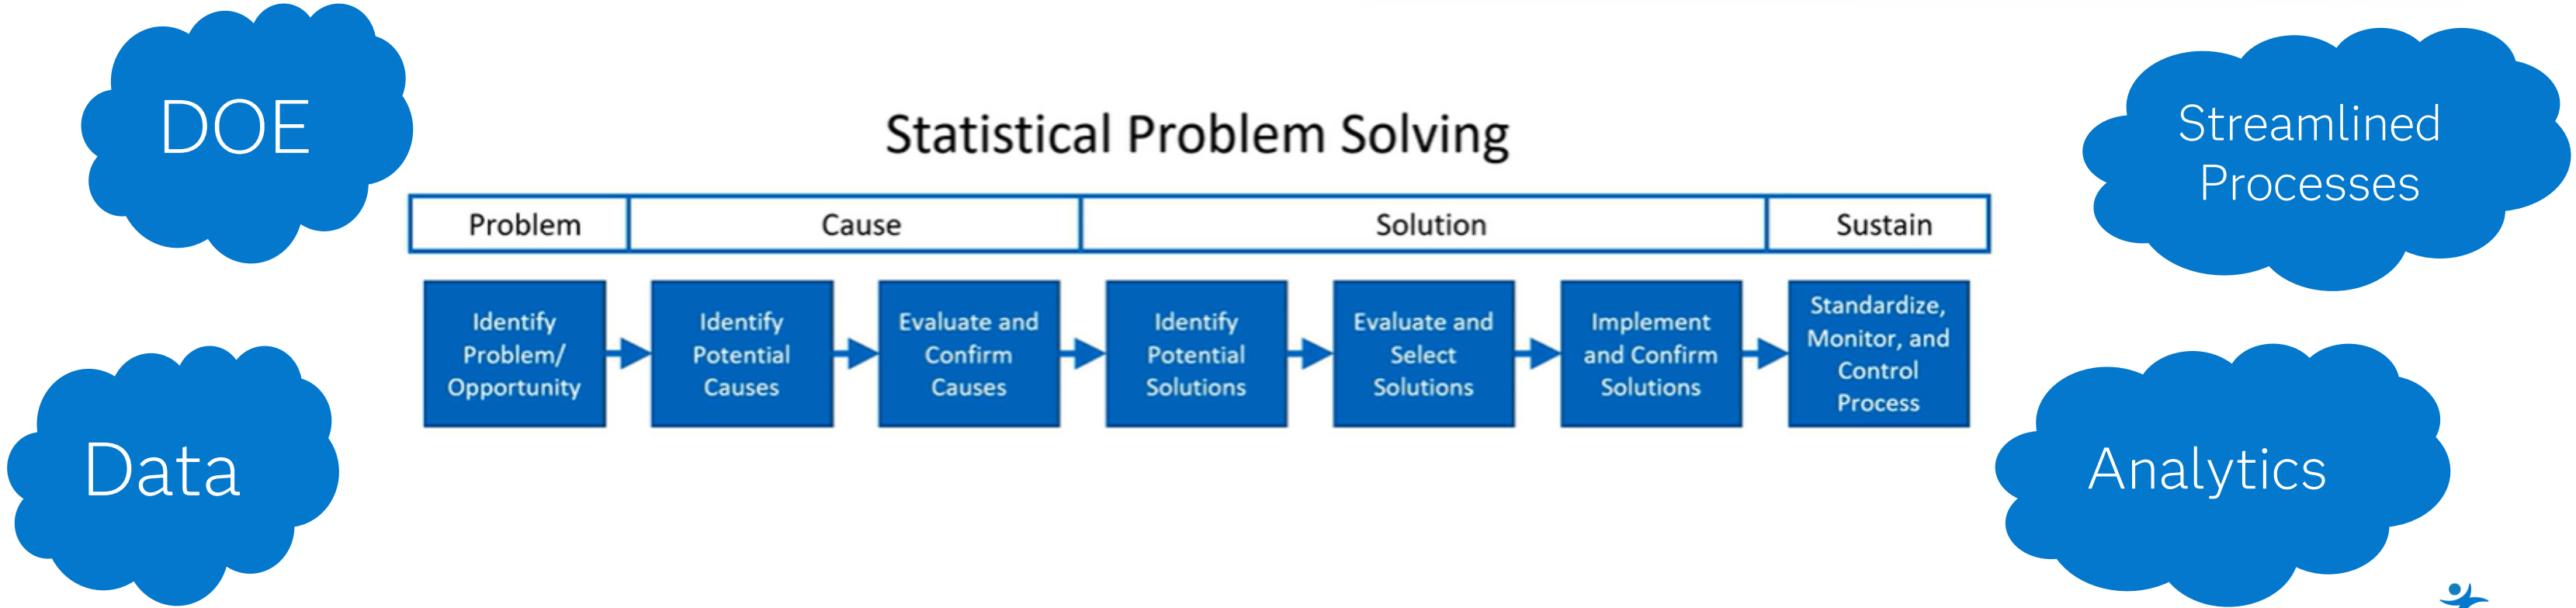 DOE
Data
Statistical Problem Solving
Problem
Cause
Solution
Sustain
Identify
Problem/
Opportunity
Identify
Potential
Causes
Evaluate and
Confirm
Causes
Identify
Potential
Solutions
Evaluate and
Select
Solutions
Implement
and Confirm
Solutions
Standardize,
Monitor, and
Control
Process
Streamlined
Processes
Analytics